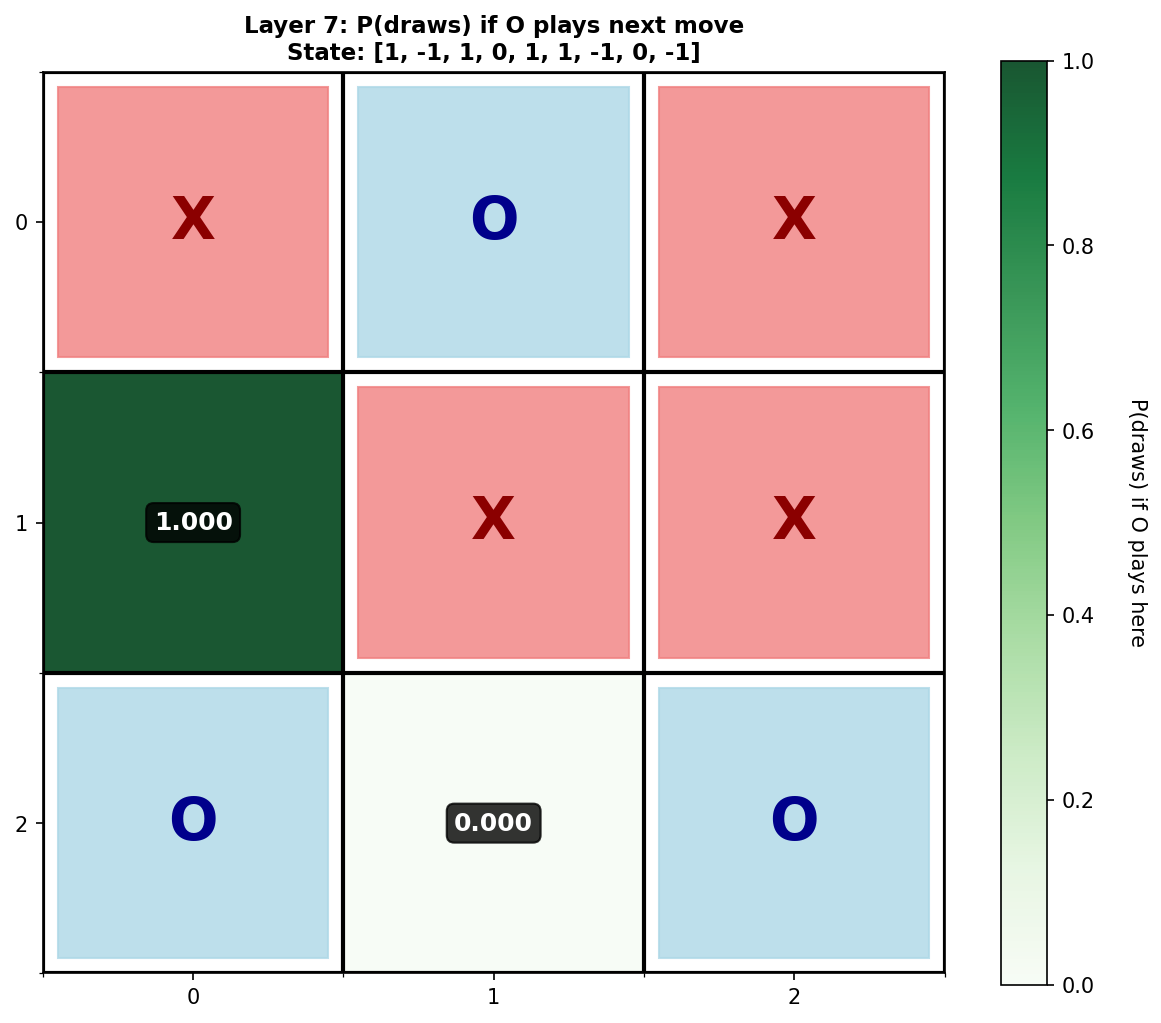 Layer 7: P(draws) if O plays next move
State: [1, -1, 1, 0, 1, 1, -1, 0, -1]
X
O
X
1.000
X
X
O
0.000
O
0
1
2
0
1
2
1.0
0.8
0.6
0.4
0.2
0.0
P(draws) if O plays here